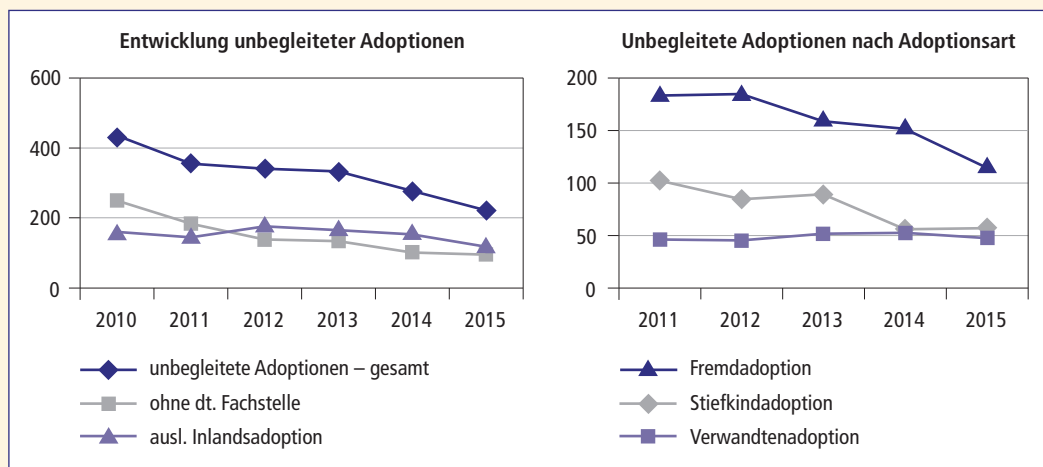 Entwicklung unbegleiteter Adoptionen
600
400
200
0
2010 2011 2012 2013 2014 2015
unbegleitete Adoptionen – gesamt
ohne dt. Fachstelle
ausl. Inlandsadoption
Unbegleitete Adoptionen nach Adoptionsart
200
150
100
50
0
2011 2012 2013 2014 2015
Fremdadoption
Stiefkindadoption
Verwandtenadoption